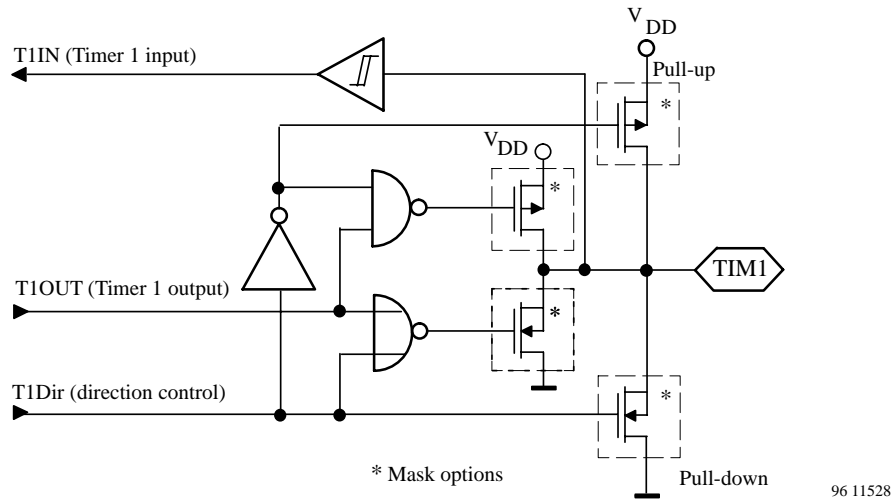 V
DD
T1IN (Timer 1 input)
Pull-up
*
V
DD
*
TIM1
T1OUT (Timer 1 output)
*
T1Dir (direction control)
*
* Mask options
Pull-down
96 11528